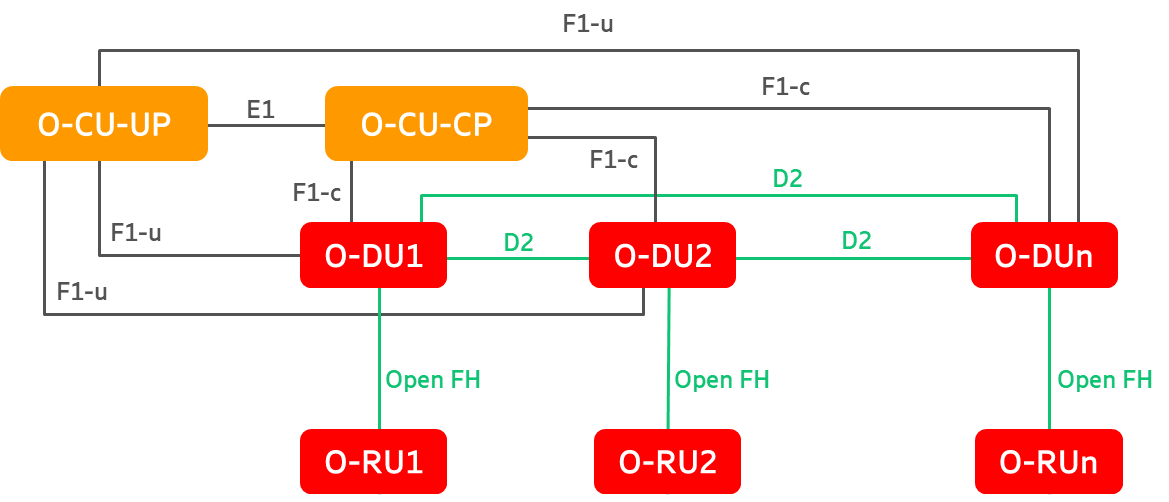 F1-u
F1-c
O-CU-UP
E1
O-CU-CP
F1-c
F1-c
D2
F1-u
D2
D2
O-DU1
O-DU2
O-DUn
F1-u
Open FH
Open FH
Open FH
O-RU1
O-RU2
O-RUn